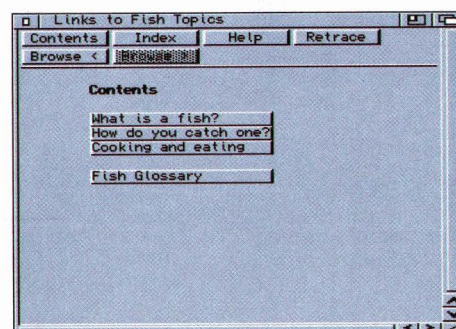 Links to Fish Topics
Contents Index Help Retrace
Browse < Browse >
Contents
What is a fish?
How do you catch one?
Cooking and eating
Fish Glossary